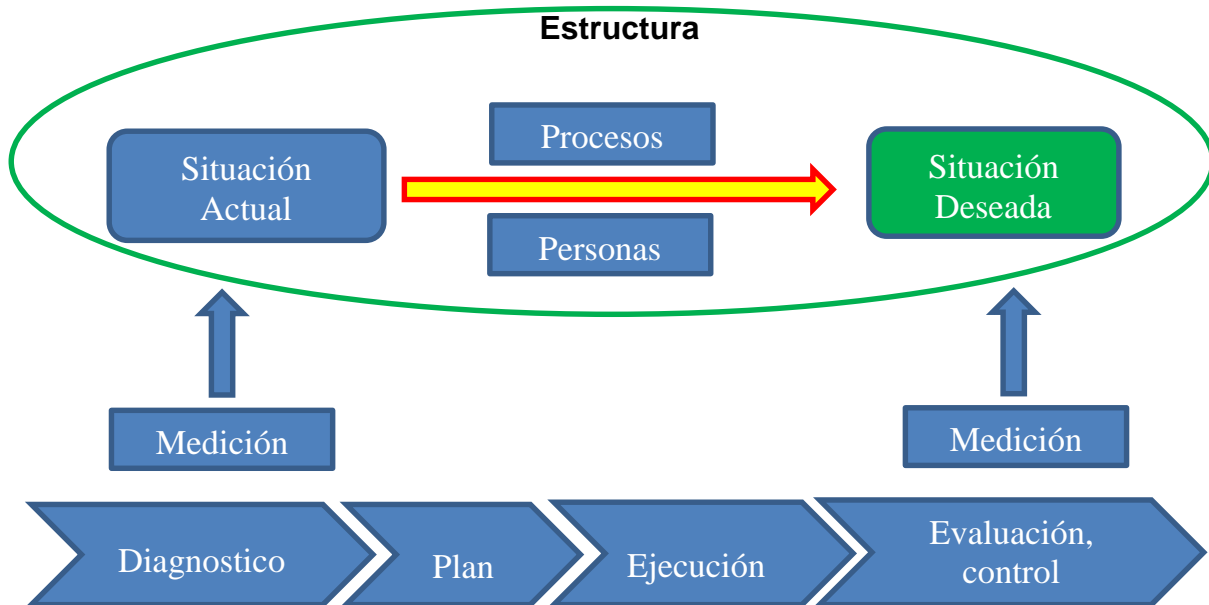 Estructura
Procesos
Situación
Actual
Situación
Deseada
Personas
Medición
Medición
Diagnostico
Plan
Ejecución
Evaluación,
control